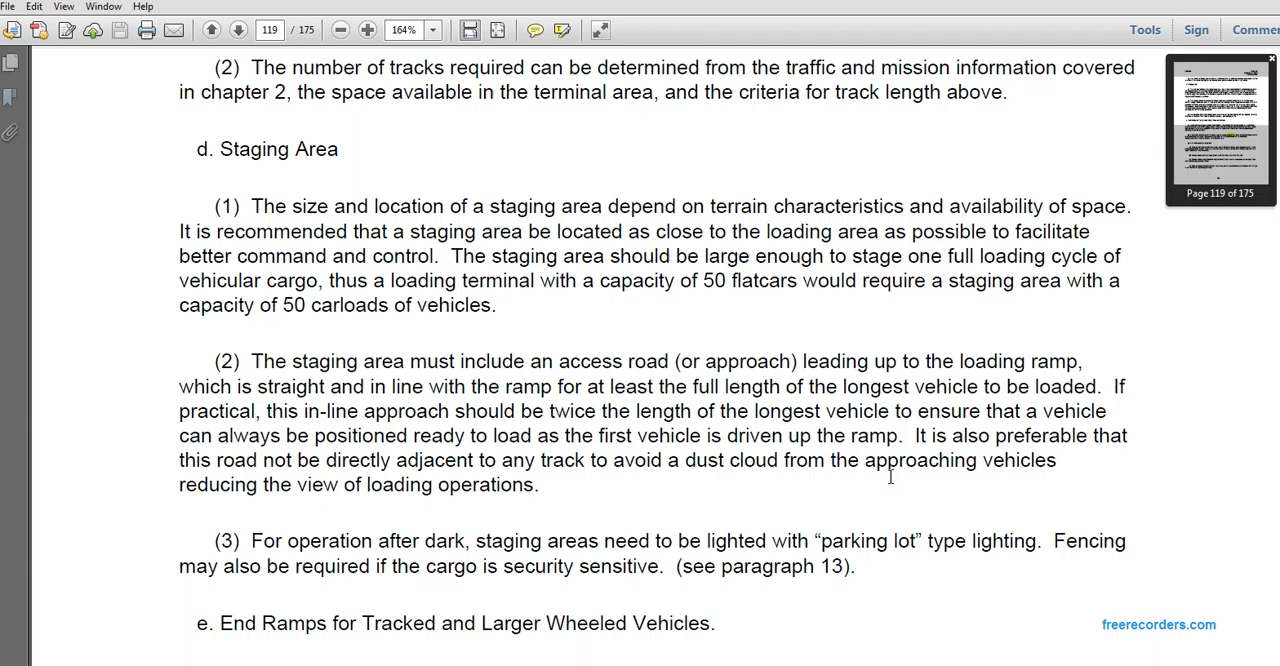 File Edit View Window Help
119 / 175 164% Tools Sign Commer
(2) The number of tracks required can be determined from the traffic and mission information covered
in chapter 2, the space available in the terminal area, and the criteria for track length above.
d. Staging Area
(1) The size and location of a staging area depend on terrain characteristics and availability of space.
It is recommended that a staging area be located as close to the loading area as possible to facilitate
better command and control. The staging area should be large enough to stage one full loading cycle of
vehicular cargo, thus a loading terminal with a capacity of 50 flatcars would require a staging area with a
capacity of 50 carloads of vehicles.
(2) The staging area must include an access road (or approach) leading up to the loading ramp,
which is straight and in line with the ramp for at least the full length of the longest vehicle to be loaded. If
practical, this in-line approach should be twice the length of the longest vehicle to ensure that a vehicle
can always be positioned ready to load as the first vehicle is driven up the ramp. It is also preferable that
this road not be directly adjacent to any track to avoid a dust cloud from the approaching vehicles
reducing the view of loading operations.
(3) For operation after dark, staging areas need to be lighted with “parking lot” type lighting. Fencing
may also be required if the cargo is security sensitive. (see paragraph 13).
e. End Ramps for Tracked and Larger Wheeled Vehicles.
Page 119 of 175
freerecorders.com